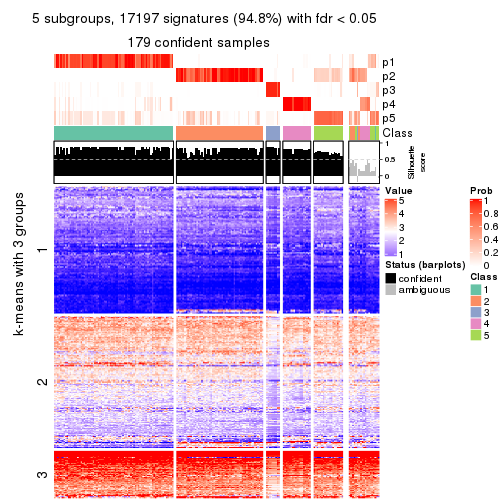 5 subgroups, 17197 signatures (94.8%) with fdr < 0.05
179 confident samples
p1
p2
p3
p4
p5
Class
1
0.5
0
Silhouette
score
k-means with 3 groups
1
2
3
Value
5
4
3
2
1
Status (barplots)
confident
ambiguous
Prob
1
0.8
0.6
0.4
0.2
0
Class
1
2
3
4
5